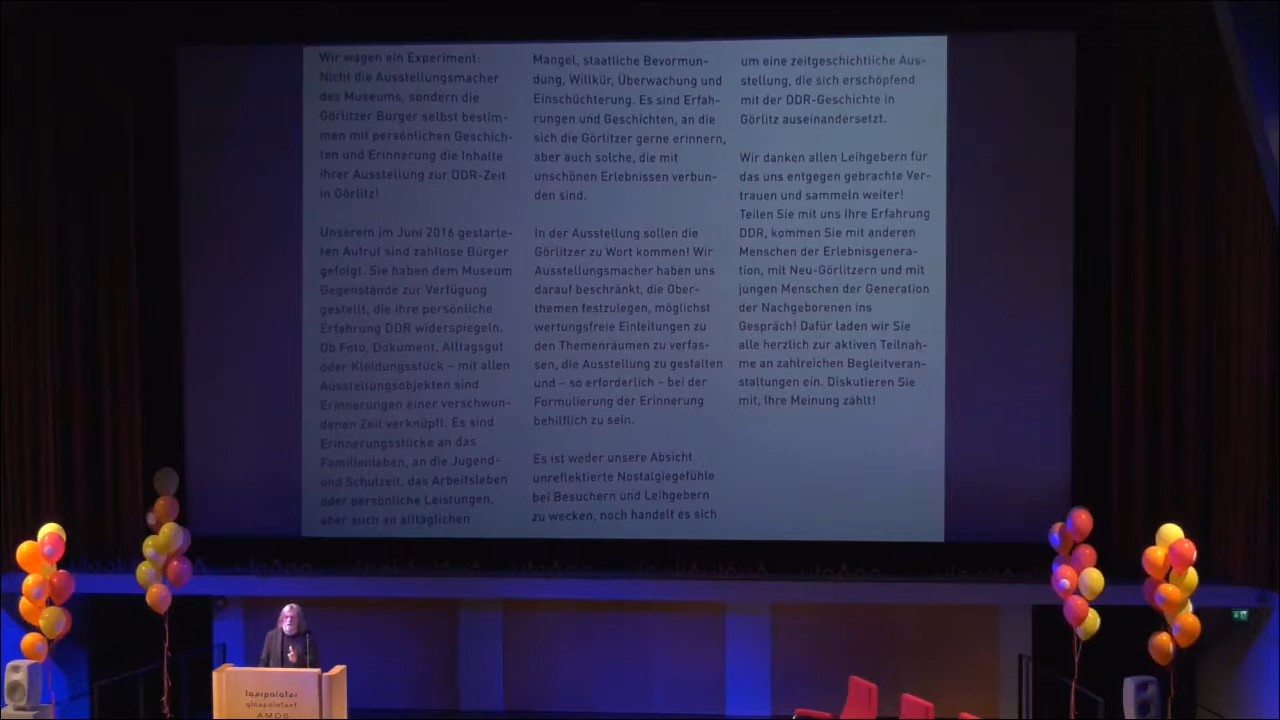 Wir wagen ein Experiment:
Nicht die Ausstellungsmacher
des Museums, sondern die
Görlitzer Bürger selbst bestim-
men mit persönlichen Geschich-
ten und Erinnerung die Inhalte
ihrer Ausstellung zur DDR-Zeit
in Görlitz!
Unserem im Juni 2016 gestarte-
ten Aufruf sind zahllose Bürger
gefolgt. Sie haben dem Museum
Gegenstände zur Verfügung
gestellt, die ihre persönliche
Erfahrung DDR widerspiegeln.
Ob Foto, Dokument, Alltagsgut
oder Kleidungsstück – mit allen
Ausstellungsobjekten sind
Erinnerungen einer verschwun-
denen Zeit verknüpft. Es sind
Erinnerungsstücke an das
Familienleben, an die Jugend-
und Schulzeit, das Arbeitsleben
oder persönliche Leistungen,
aber auch an alltäglichen
Mangel, staatliche Bevormun-
dung, Willkür, Überwachung und
Einschüchterung. Es sind Erfah-
rungen und Geschichten, an die
sich die Görlitzer gerne erinnern,
aber auch solche, die mit
unschönen Erlebnissen verbun-
den sind.
In der Ausstellung sollen die
Görlitzer zu Wort kommen! Wir
Ausstellungsmacher haben uns
darauf beschränkt, die Ober-
themen festzulegen, möglichst
wertungsfreie Einleitungen zu
den Themenräumen zu verfas-
sen, die Ausstellung zu gestalten
und – so erforderlich – bei der
Formulierung der Erinnerung
behilflich zu sein.
Es ist weder unsere Absicht
unreflektierte Nostalgiegefühle
bei Besuchern und Leihgebern
zu wecken, noch handelt es sich
um eine zeitgeschichtliche Aus-
stellung, die sich erschöpfend
mit der DDR-Geschichte in
Görlitz auseinandersetzt.
Wir danken allen Leihgebern für
das uns entgegen gebrachte Ver-
trauen und sammeln weiter!
Teilen Sie mit uns Ihre Erfahrung
DDR, kommen Sie mit anderen
Menschen der Erlebnisgenera-
tion, mit Neu-Görlitzern und mit
jungen Menschen der Generation
der Nachgeborenen ins
Gespräch! Dafür laden wir Sie
alle herzlich zur aktiven Teilnah-
me an zahlreichen Begleitveran-
staltungen ein. Diskutieren Sie
mit, Ihre Meinung zählt!